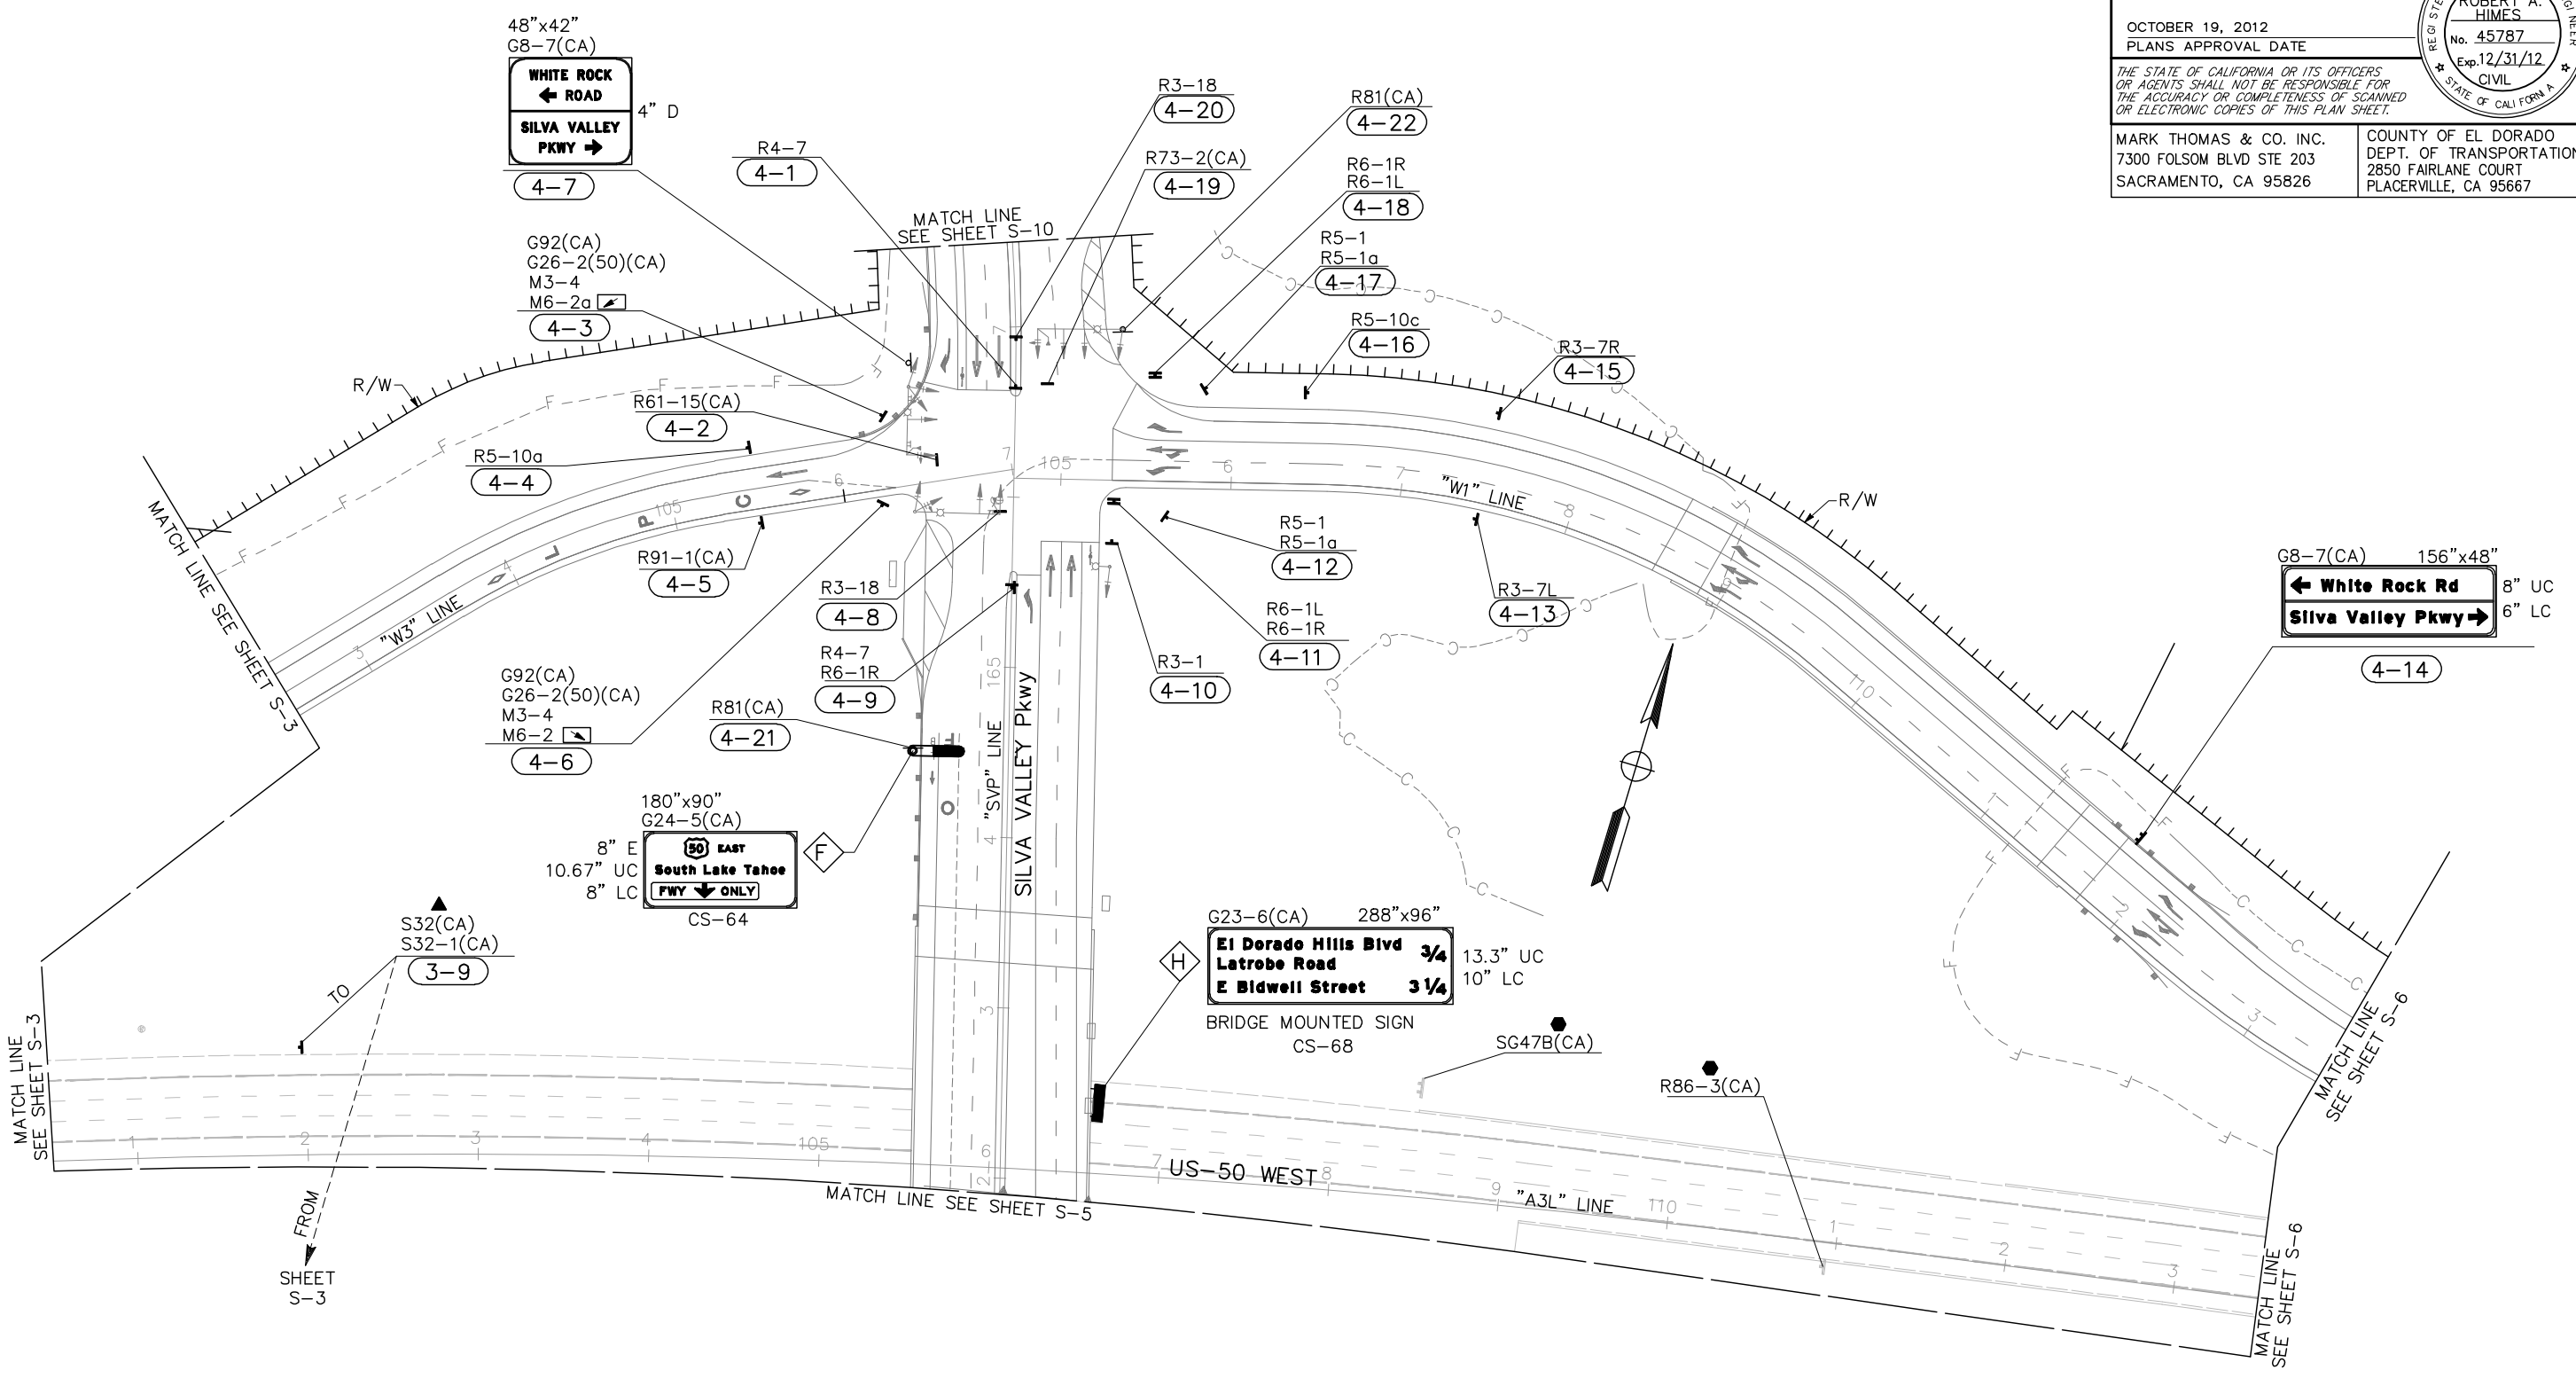 48"x42"
G8-7(CA)
WHITE ROCK
← ROAD
SILVA VALLEY
PKWY →
4" D
4-7
R4-7
4-1
R3-18
4-20
R73-2(CA)
4-19
R81(CA)
4-22
R6-1R
R6-1L
4-18
R5-1
R5-1a
4-17
R5-10c
4-16
R3-7R
4-15
OCTOBER 19, 2012
PLANS APPROVAL DATE
THE STATE OF CALIFORNIA OR ITS OFFICERS
OR AGENTS SHALL NOT BE RESPONSIBLE FOR
THE ACCURACY OR COMPLETENESS OF SCANNED
OR ELECTRONIC COPIES OF THIS PLAN SHEET.
ROBERT A.
HIMES
No. 45787
Exp.12/31/12
CIVIL
STATE OF CALIFORNIA
MARK THOMAS & CO. INC.
7300 FOLSOM BLVD STE 203
SACRAMENTO, CA 95826
COUNTY OF EL DORADO
DEPT. OF TRANSPORTATION
2850 FAIRLANE COURT
PLACERVILLE, CA 95667
MATCH LINE
SEE SHEET S-10
G92(CA)
G26-2(50)(CA)
M3-4
M6-2a
4-3
R/W
R61-15(CA)
4-2
R5-10a
4-4
R91-1(CA)
4-5
MATCH LINE SEE SHEET S-3
"W3" LINE
"W1" LINE
R/W
R3-18
4-8
R4-7
R6-1R
4-9
G92(CA)
G26-2(50)(CA)
M3-4
M6-2
4-6
R81(CA)
4-21
R5-1
R5-1a
4-12
R6-1L
R6-1R
4-11
R3-1
4-10
R3-7L
4-13
G8-7(CA) 156"x48"
← White Rock Rd
Silva Valley Pkwy →
8" UC
6" LC
4-14
"SVP" LINE
SILVA VALLEY Pkwy
180"x90"
G24-5(CA)
8" E
10.67" UC
8" LC
50 EAST
South Lake Tahoe
FWY ↓ ONLY
CS-64
F
S32(CA)
S32-1(CA)
3-9
TO
FROM
SHEET
S-3
G23-6(CA) 288"x96"
El Dorado Hills Blvd 3/4
Latrobe Road
E Bidwell Street 3 1/4
13.3" UC
10" LC
BRIDGE MOUNTED SIGN
CS-68
H
SG47B(CA)
R86-3(CA)
MATCH LINE
SEE SHEET S-3
MATCH LINE SEE SHEET S-5
US-50 WEST
"A3L" LINE
MATCH LINE
SEE SHEET S-6
MATCH LINE
SEE SHEET S-6